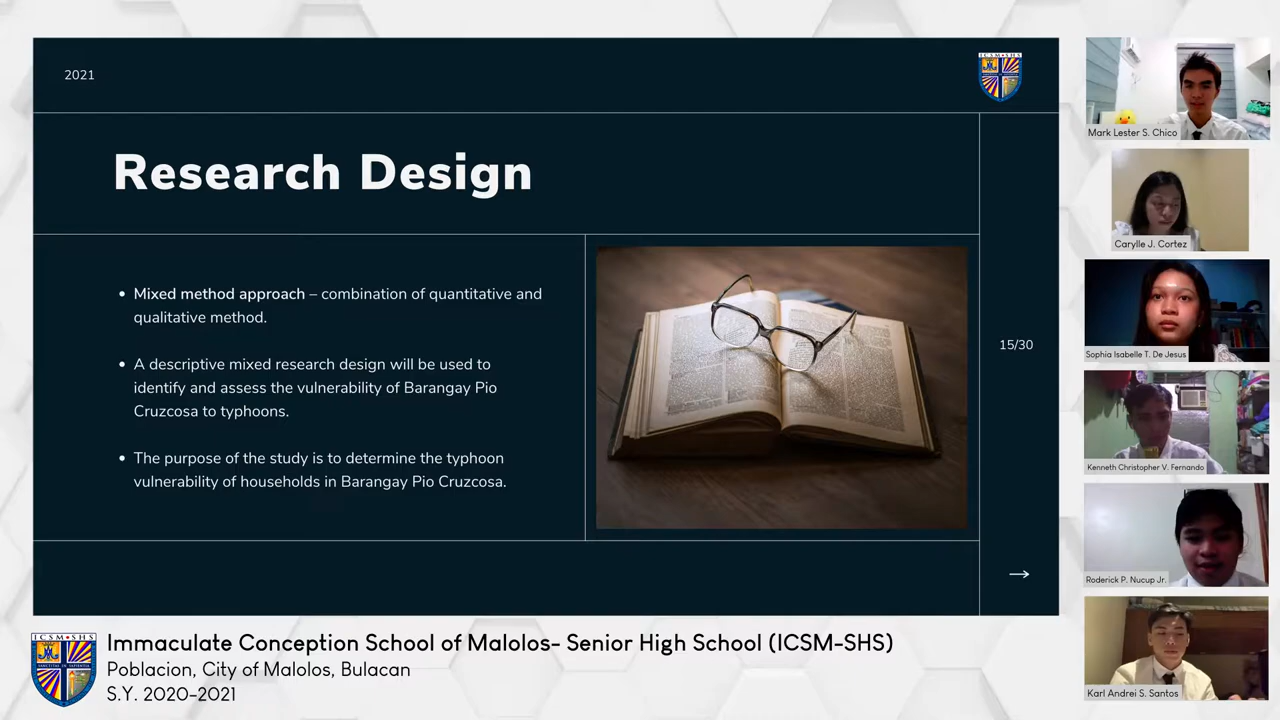 2021
ICSM•SHS
Research Design
• Mixed method approach – combination of quantitative and
qualitative method.
• A descriptive mixed research design will be used to
identify and assess the vulnerability of Barangay Pio
Cruzcosa to typhoons.
• The purpose of the study is to determine the typhoon
vulnerability of households in Barangay Pio Cruzcosa.
15/30
→
Mark Lester S. Chico
Carylle J. Cortez
Sophia Isabelle T. De Jesus
Kenneth Christopher V. Fernando
Roderick P. Nucup Jr.
Karl Andrei S. Santos
ICSM•SHS
Immaculate Conception School of Malolos- Senior High School (ICSM-SHS)
Poblacion, City of Malolos, Bulacan
S.Y. 2020-2021